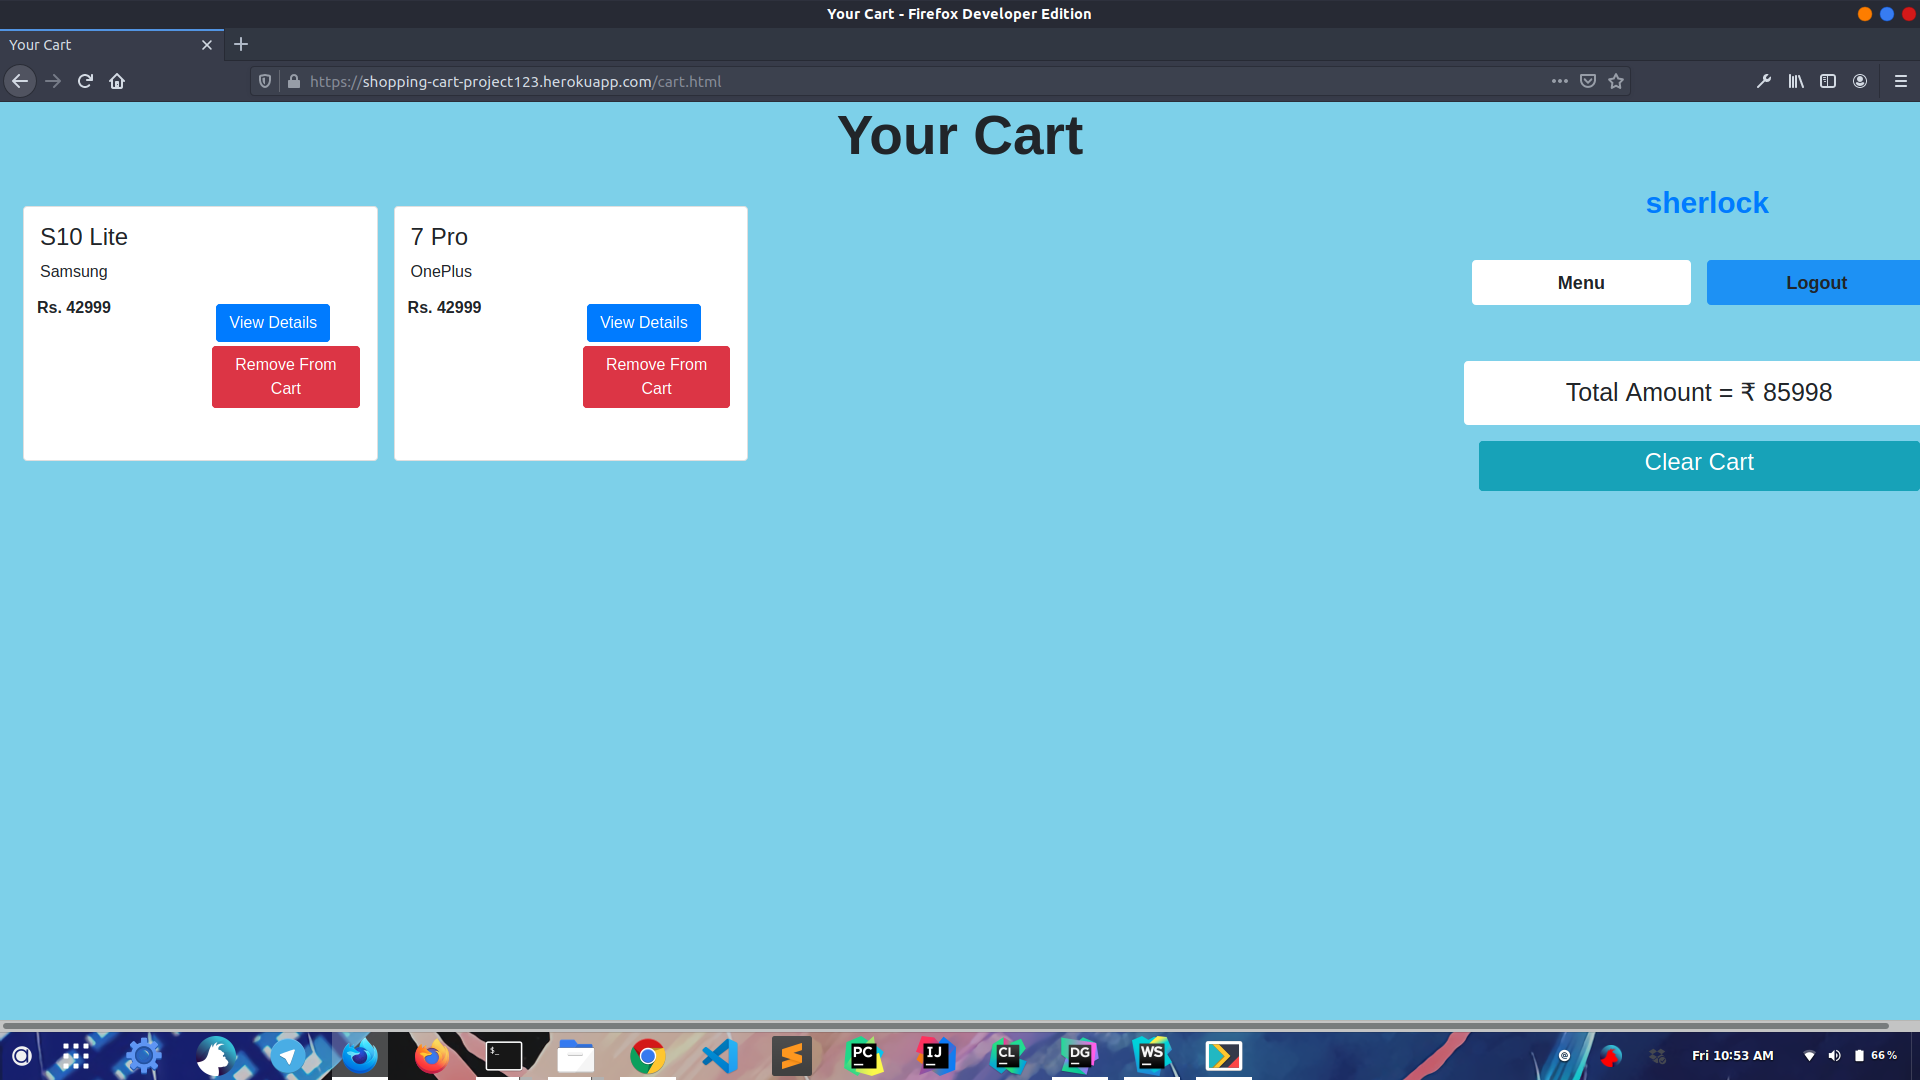 Your Cart - Firefox Developer Edition
Your Cart
https://shopping-cart-project123.herokuapp.com/cart.html
Your Cart
sherlock
S10 Lite
Samsung
Rs. 42999
View Details
Remove From
Cart
7 Pro
OnePlus
Rs. 42999
View Details
Remove From
Cart
Menu
Logout
Total Amount = ₹ 85998
Clear Cart
$_
PC
IJ
CL
DG
WS
Fri 10:53 AM
66 %